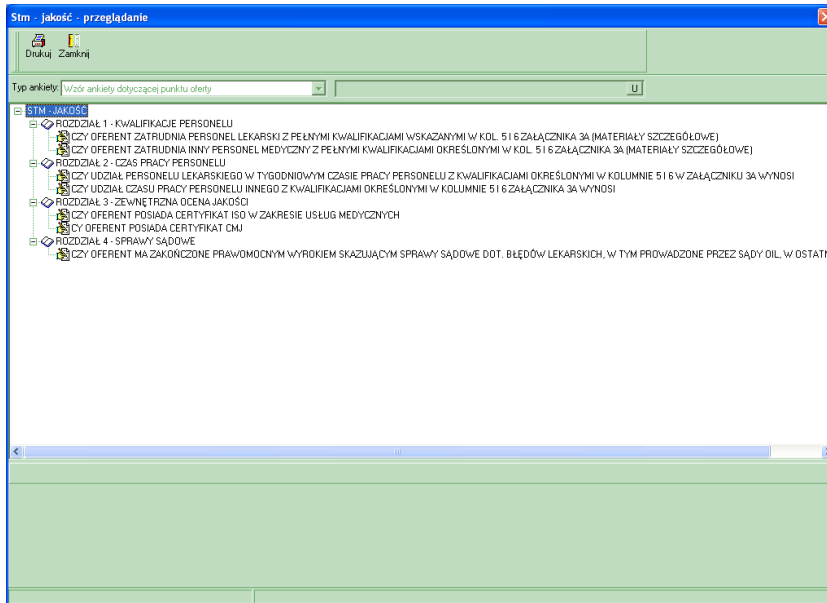 Stm - jakość - przeglądanie
Drukuj Zamknij
Typ ankiety: Wzór ankiety dotyczącej punktu oferty U
STM - JAKOŚĆ
ROZDZIAŁ 1 - KWALIFIKACJE PERSONELU
CZY OFERENT ZATRUDNIA PERSONEL LEKARSKI Z PEŁNYMI KWALIFIKACJAMI WSKAZANYMI W KOL. 5 I 6 ZAŁĄCZNIKA 3A (MATERIAŁY SZCZEGÓŁOWE)
CZY OFERENT ZATRUDNIA INNY PERSONEL MEDYCZNY Z PEŁNYMI KWALIFIKACJAMI OKREŚLONYMI W KOL. 5 I 6 ZAŁĄCZNIKA 3A (MATERIAŁY SZCZEGÓŁOWE)
ROZDZIAŁ 2 - CZAS PRACY PERSONELU
CZY UDZIAŁ PERSONELU LEKARSKIEGO W TYGODNIOWYM CZASIE PRACY PERSONELU Z KWALIFIKACJAMI OKREŚLONYMI W KOLUMNIE 5 I 6 W ZAŁĄCZNIKU 3A WYNOSI
CZY UDZIAŁ CZASU PRACY PERSONELU INNEGO Z KWALIFIKACJAMI OKREŚLONYMI W KOLUMNIE 5 I 6 ZAŁĄCZNIKA 3A WYNOSI
ROZDZIAŁ 3 - ZEWNĘTRZNA OCENA JAKOŚCI
CZY OFERENT POSIADA CERTYFIKAT ISO W ZAKRESIE USŁUG MEDYCZNYCH
CY OFERENT POSIADA CERTYFIKAT CMJ
ROZDZIAŁ 4 - SPRAWY SĄDOWE
CZY OFERENT MA ZAKOŃCZONE PRAWOMOCNYM WYROKIEM SKAZUJĄCYM SPRAWY SĄDOWE DOT. BŁĘDÓW LEKARSKICH, W TYM PROWADZONE PRZEZ SĄDY OIL, W OSTATN